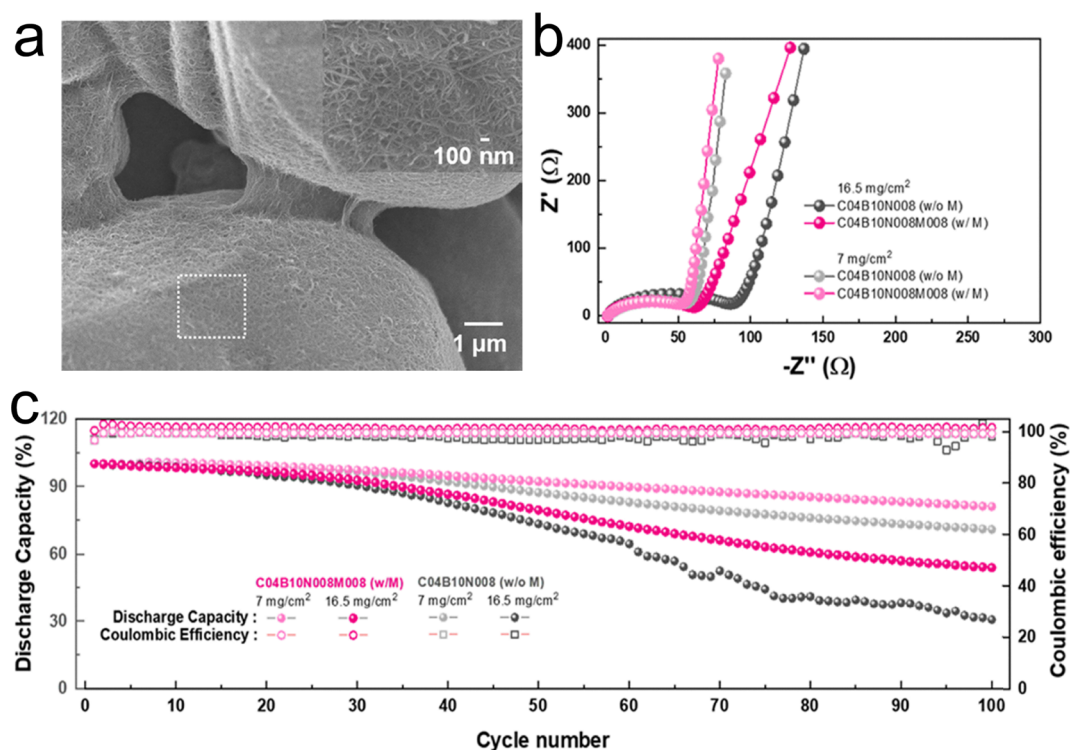 a
100 nm
1 μm
b
400
300
200
100
0
Z' (Ω)
16.5 mg/cm²
C04B10N008 (w/o M)
C04B10N008M008 (w/ M)
7 mg/cm²
C04B10N008 (w/o M)
C04B10N008M008 (w/ M)
0 50 100 150 200 250 300
-Z'' (Ω)
c
120
90
60
30
0
Discharge Capacity (%)
C04B10N008M008 (w/M) C04B10N008 (w/o M)
7 mg/cm² 16.5 mg/cm² 7 mg/cm² 16.5 mg/cm²
Discharge Capacity :
Coulombic Efficiency :
100
80
60
40
20
0
Coulombic efficiency (%)
0 10 20 30 40 50 60 70 80 90 100
Cycle number